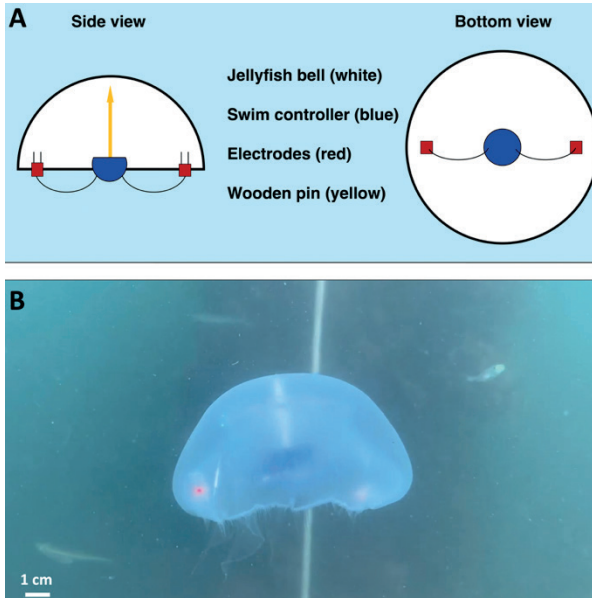 A
Side view
Bottom view
Jellyfish bell (white)
Swim controller (blue)
Electrodes (red)
Wooden pin (yellow)
B
1 cm